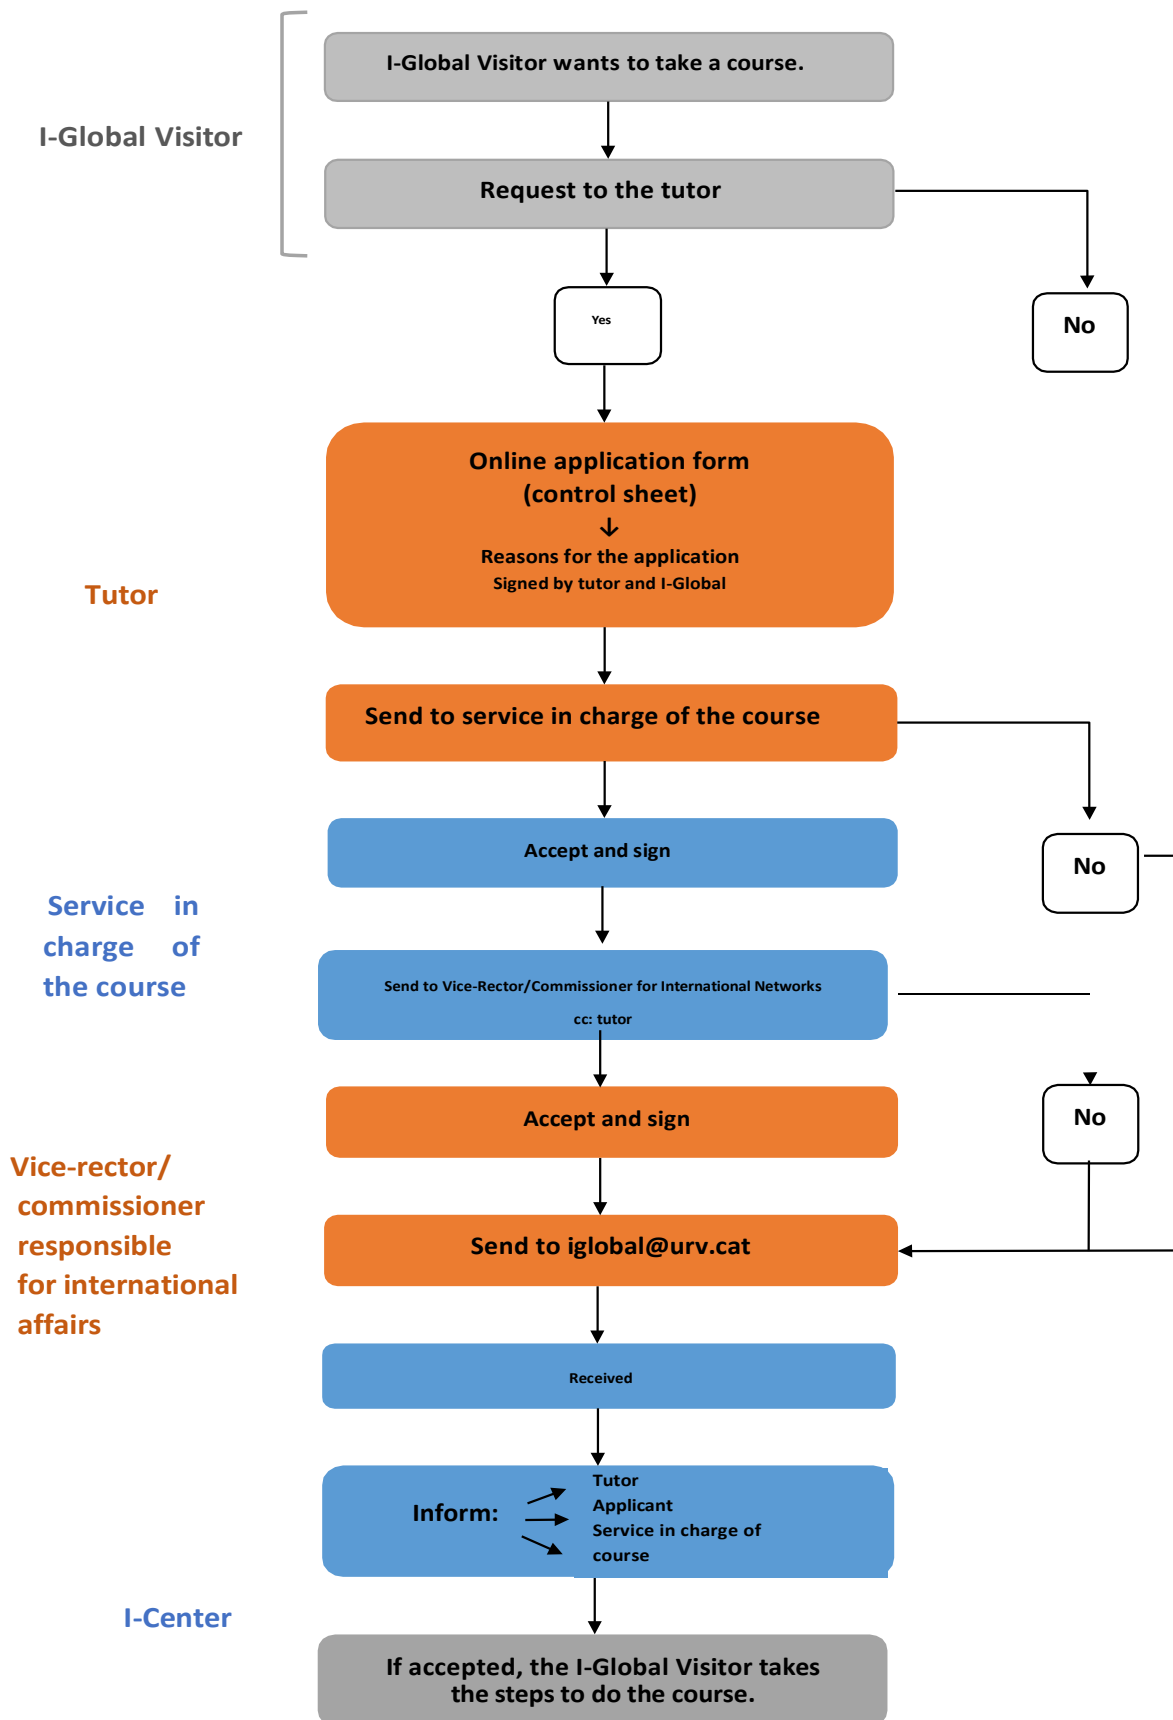 I-Global Visitor wants to take a course.
I-Global Visitor
Request to the tutor
Yes
No
Online application form
(control sheet)
Reasons for the application
Signed by tutor and I-Global
Tutor
Send to service in charge of the course
Accept and sign
No
Service in
charge of
the course
Send to Vice-Rector/Commissioner for International Networks
cc: tutor
Accept and sign
No
Vice-rector/
commissioner
responsible
for international
affairs
Send to iglobal@urv.cat
Received
Inform:
Tutor
Applicant
Service in charge of
course
I-Center
If accepted, the I-Global Visitor takes
the steps to do the course.